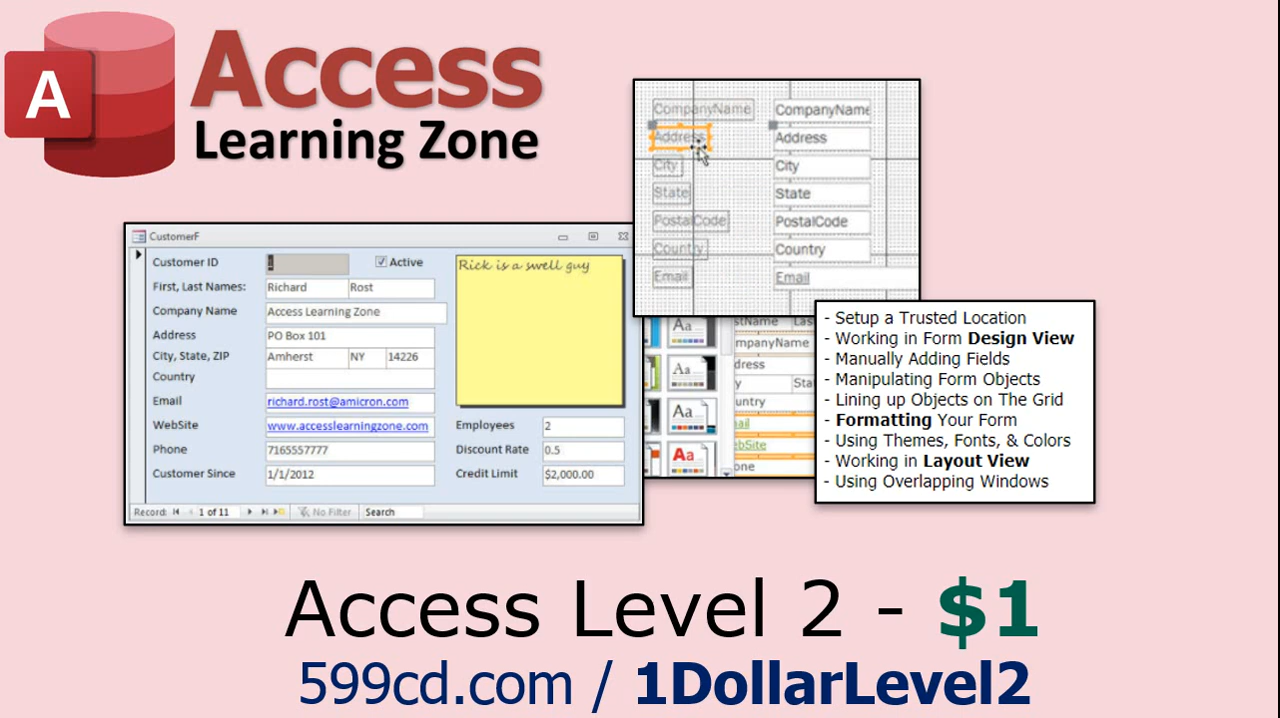 A
Access
Learning Zone
CompanyName CompanyName
Address Address
City City
State State
PostalCode PostalCode
Country Country
Email Email
CustomerF
Customer ID Active
First, Last Names: Richard Rost
Company Name Access Learning Zone
Address PO Box 101
City, State, ZIP Amherst NY 14226
Country
Email richard.rost@amicron.com
WebSite www.accesslearningzone.com
Phone 7165557777
Customer Since 1/1/2012
Rick is a swell guy
Employees 2
Discount Rate 0.5
Credit Limit $2,000.00
Record: 1 of 11 No Filter Search
Aa
Aa
Aa
Aa
- Setup a Trusted Location
- Working in Form Design View
- Manually Adding Fields
- Manipulating Form Objects
- Lining up Objects on The Grid
- Formatting Your Form
- Using Themes, Fonts, & Colors
- Working in Layout View
- Using Overlapping Windows
Access Level 2 - $1
599cd.com / 1DollarLevel2